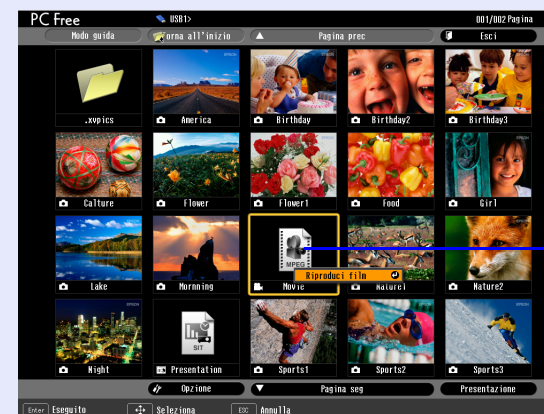 PC Free USB1> 001/002 Pagina
Modo guida Torna all'inizio Pagina prec Esci
EPSON
.xvpics America Birthday Birthday2 Birthday3
Calture Flower Flower1 Food Girl
MPEG
Riproduci film
Lake Mornning Movie Nature1 Nature2
SIT
Night Presentation Sports1 Sports2 Sports3
Opzione Pagina seg Presentazione
Enter Eseguito Seleziona ESC Annulla